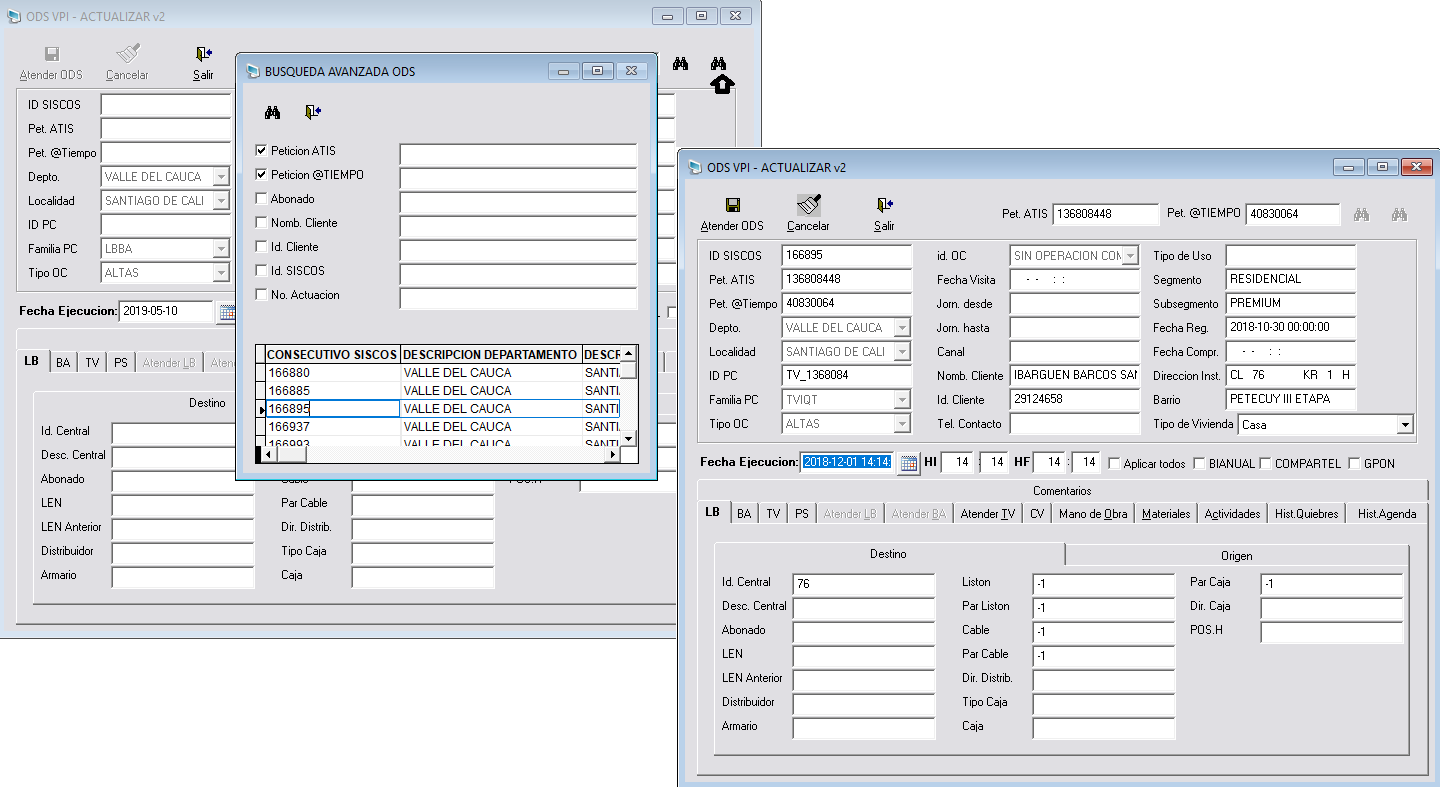 ODS VPI - ACTUALIZAR v2
Atender ODS Cancelar Salir
ID SISCOS
Pet. ATIS
Pet. @Tiempo
Depto. VALLE DEL CAUCA
Localidad SANTIAGO DE CALI
ID PC
Familia PC LBBA
Tipo OC ALTAS
Fecha Ejecucion: 2019-05-10
LB BA TV PS Atender LB
Destino
Id. Central
Desc. Central
Abonado
LEN Par Cable
LEN Anterior Dir. Distrib.
Distribuidor Tipo Caja
Armario Caja
BUSQUEDA AVANZADA ODS
Peticion ATIS
Peticion @TIEMPO
Abonado
Nomb. Cliente
Id. Cliente
Id. SISCOS
No. Actuacion
CONSECUTIVO SISCOS DESCRIPCION DEPARTAMENTO DESCR
166880 VALLE DEL CAUCA SANTI
166885 VALLE DEL CAUCA SANTI
166895 VALLE DEL CAUCA SANTI
166937 VALLE DEL CAUCA SANTI
166993 VALLE DEL CAUCA SANTI
ODS VPI - ACTUALIZAR v2
Atender ODS Cancelar Salir Pet. ATIS 136808448 Pet. @TIEMPO 40830064
ID SISCOS 166895 id. OC SIN OPERACION COM Tipo de Uso
Pet. ATIS 136808448 Fecha Visita - - : : Segmento RESIDENCIAL
Pet. @Tiempo 40830064 Jorn. desde Subsegmento PREMIUM
Depto. VALLE DEL CAUCA Jorn. hasta Fecha Reg. 2018-10-30 00:00:00
Localidad SANTIAGO DE CALI Canal Fecha Compr. - - : :
ID PC TV_1368084 Nomb. Cliente IBARGUEN BARCOS SAN Direccion Inst. CL 76 KR 1 H
Familia PC TVIQT Id. Cliente 29124658 Barrio PETECUY III ETAPA
Tipo OC ALTAS Tel. Contacto Tipo de Vivienda Casa
Fecha Ejecucion: 2018-12-01 14:14: HI 14 : 14 HF 14 : 14 Aplicar todos BIANUAL COMPARTEL GPON
Comentarios
LB BA TV PS Atender LB Atender BA Atender TV CV Mano de Obra Materiales Actividades Hist.Quiebres Hist.Agenda
Destino Origen
Id. Central 76 Liston -1 Par Caja -1
Desc. Central Par Liston -1 Dir. Caja
Abonado Cable -1 POS.H
LEN Par Cable -1
LEN Anterior Dir. Distrib.
Distribuidor Tipo Caja
Armario Caja